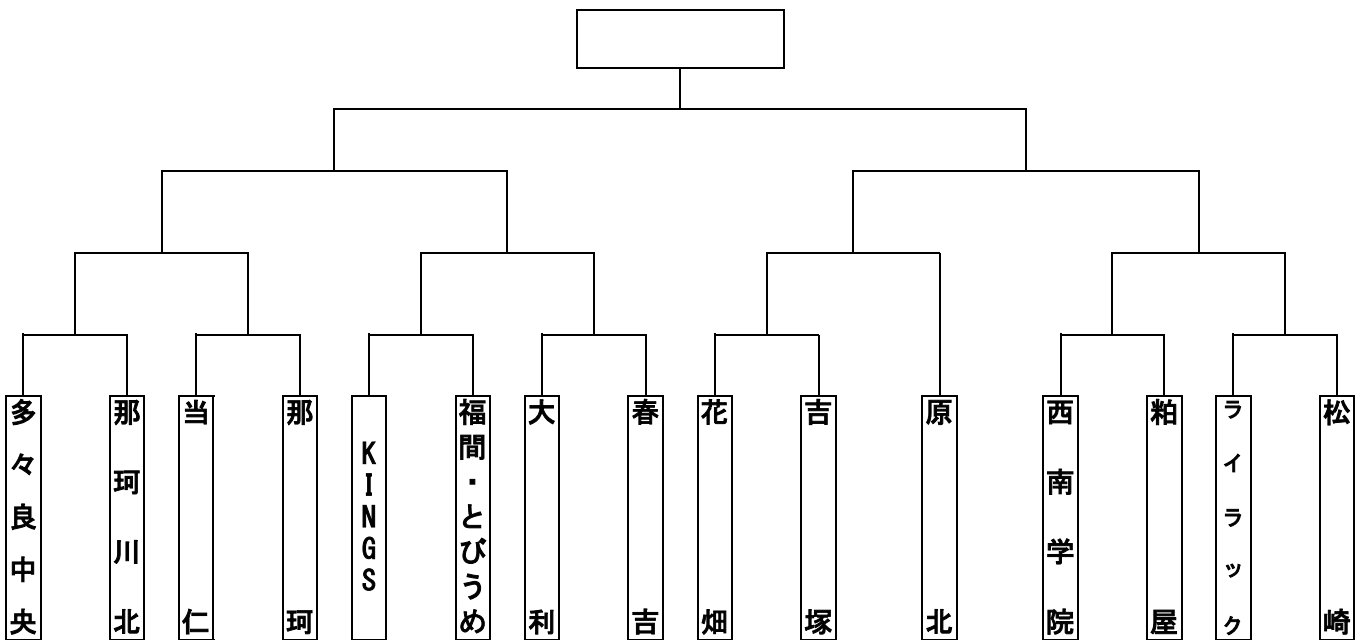 多々良中央
那珂川北
当仁
那珂
KINGS
福間・とびうめ
大利
春吉
花畑
吉塚
原北
西南学院
粕屋
ライラック
松崎